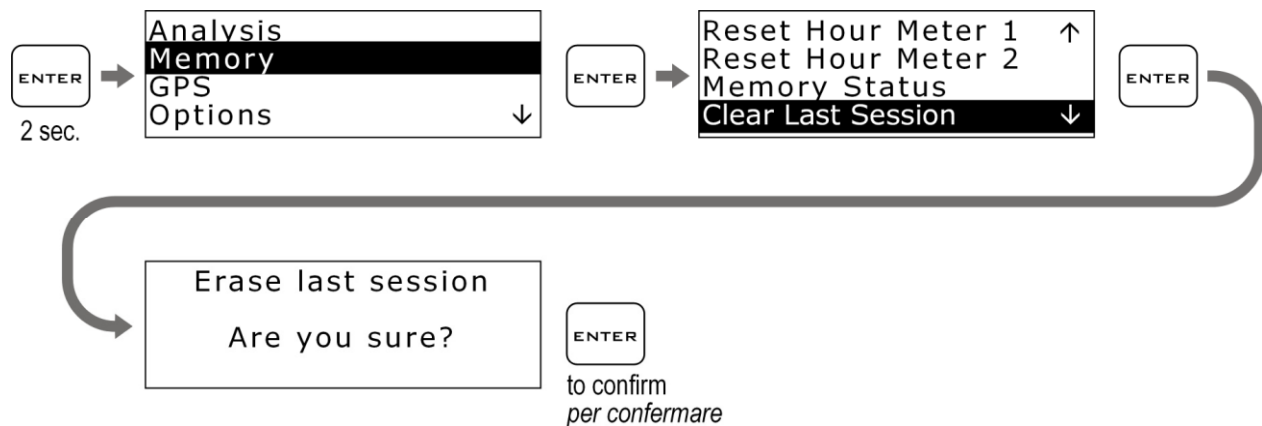 ENTER
2 sec.
Analysis
Memory
GPS
Options ↓
ENTER
Reset Hour Meter 1 ↑
Reset Hour Meter 2
Memory Status
Clear Last Session ↓
ENTER
Erase last session
Are you sure?
ENTER
to confirm
per confermare